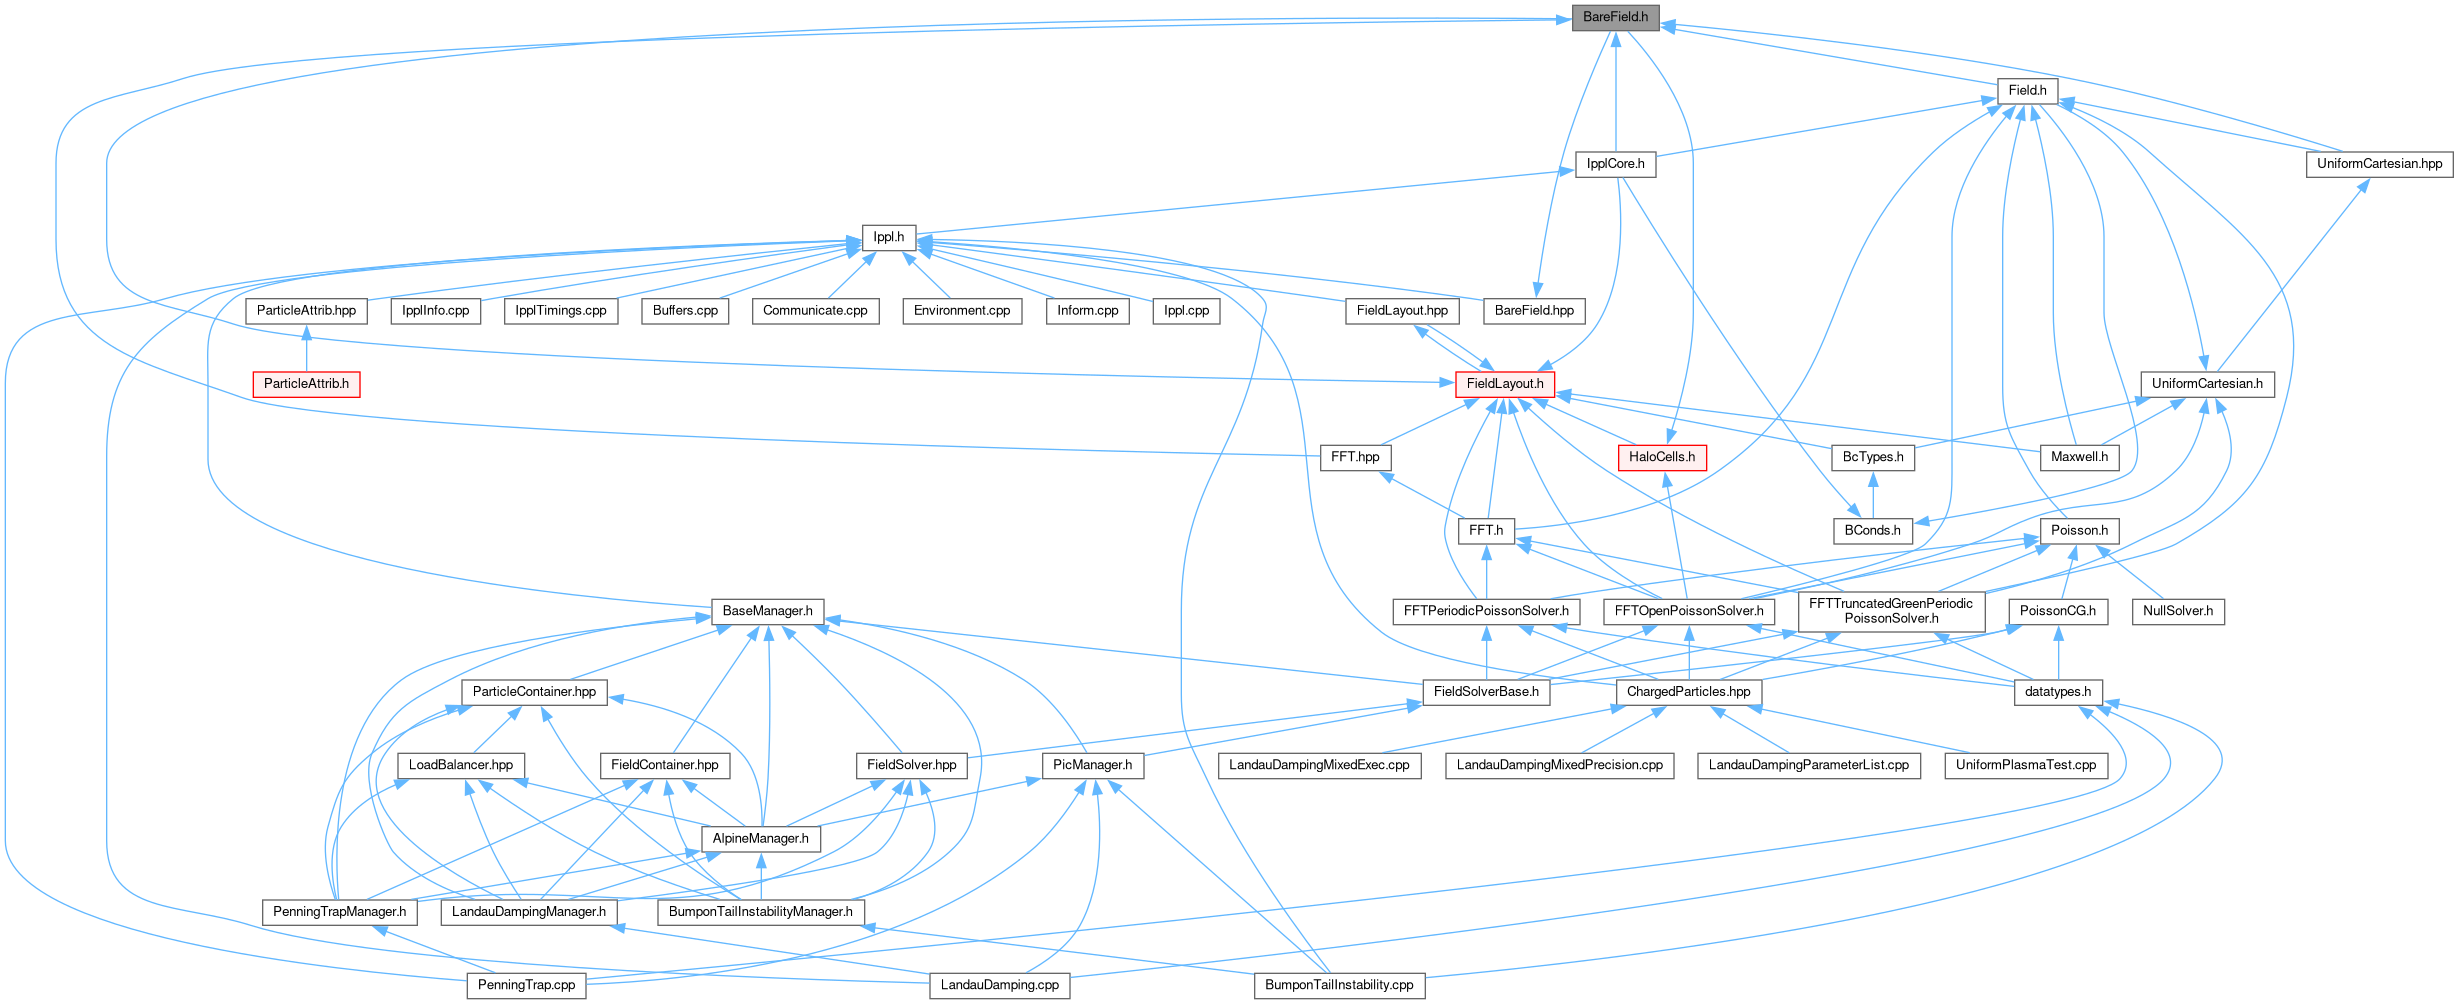 BareField.h
Field.h
IpplCore.h
UniformCartesian.hpp
Ippl.h
ParticleAttrib.hpp
IpplInfo.cpp
IpplTimings.cpp
Buffers.cpp
Communicate.cpp
Environment.cpp
Inform.cpp
Ippl.cpp
FieldLayout.hpp
BareField.hpp
ParticleAttrib.h
FieldLayout.h
UniformCartesian.h
FFT.hpp
HaloCells.h
BcTypes.h
Maxwell.h
FFT.h
BConds.h
Poisson.h
BaseManager.h
FFTPeriodicPoissonSolver.h
FFTOpenPoissonSolver.h
FFTTruncatedGreenPeriodic
PoissonSolver.h
PoissonCG.h
NullSolver.h
ParticleContainer.hpp
FieldSolverBase.h
ChargedParticles.hpp
datatypes.h
LoadBalancer.hpp
FieldContainer.hpp
FieldSolver.hpp
PicManager.h
LandauDampingMixedExec.cpp
LandauDampingMixedPrecision.cpp
LandauDampingParameterList.cpp
UniformPlasmaTest.cpp
AlpineManager.h
PenningTrapManager.h
LandauDampingManager.h
BumponTailInstabilityManager.h
PenningTrap.cpp
LandauDamping.cpp
BumponTailInstability.cpp